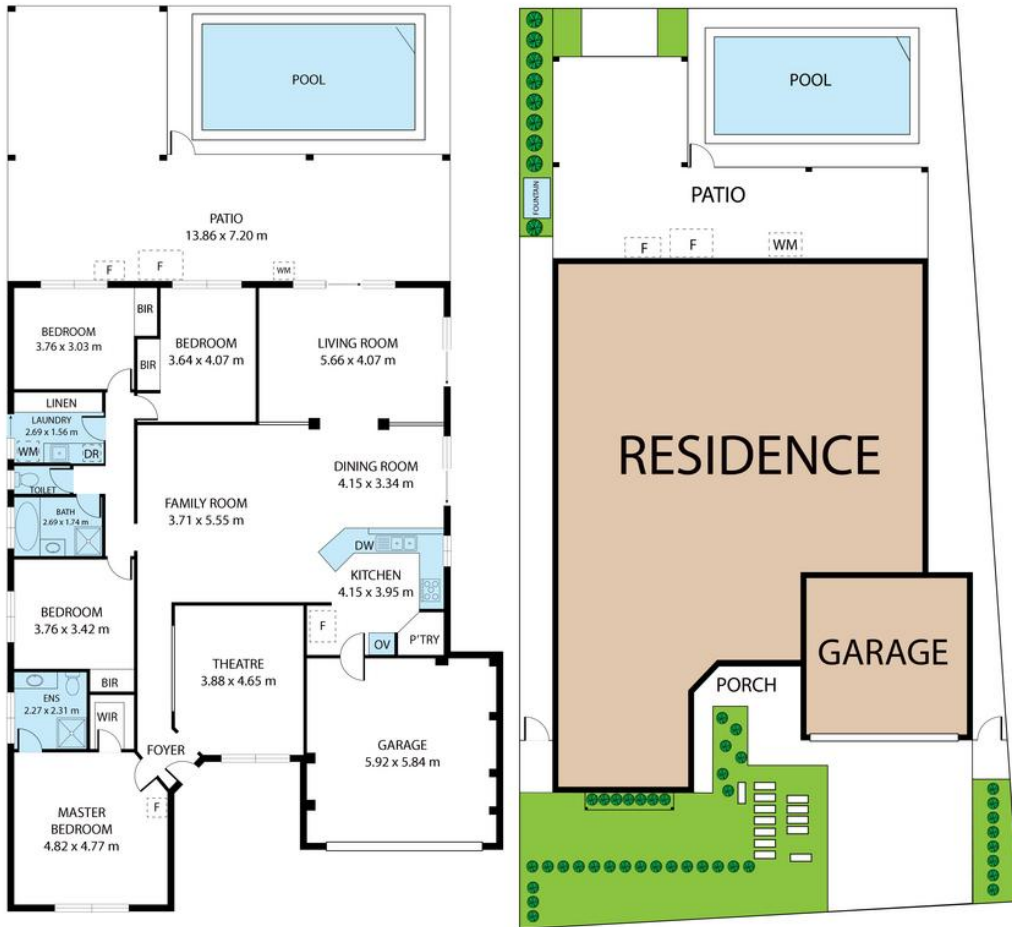 POOL
PATIO
13.86 x 7.20 m
F
F
WM
BEDROOM
3.76 x 3.03 m
BIR
BIR
BEDROOM
3.64 x 4.07 m
LIVING ROOM
5.66 x 4.07 m
LINEN
LAUNDRY
2.69 x 1.56 m
WM
DR
TOILET
BATH
2.69 x 1.74 m
FAMILY ROOM
3.71 x 5.55 m
DINING ROOM
4.15 x 3.34 m
DW
KITCHEN
4.15 x 3.95 m
F
OV
P'TRY
BEDROOM
3.76 x 3.42 m
BIR
THEATRE
3.88 x 4.65 m
ENS
2.27 x 2.31 m
WIR
FOYER
GARAGE
5.92 x 5.84 m
F
MASTER
BEDROOM
4.82 x 4.77 m
POOL
FOUNTAIN
PATIO
F
F
WM
RESIDENCE
GARAGE
PORCH